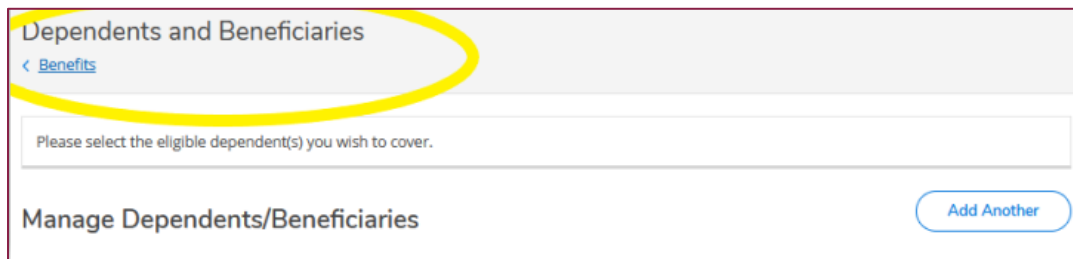 Dependents and Beneficiaries
< Benefits
Please select the eligible dependent(s) you wish to cover.
Manage Dependents/Beneficiaries
Add Another